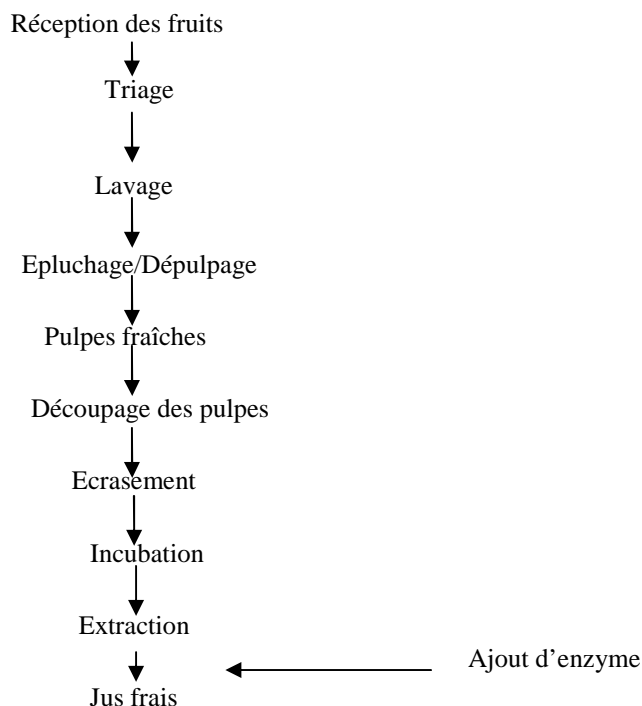 Réception des fruits
Triage
Lavage
Epluchage/Dépulpage
Pulpes fraîches
Découpage des pulpes
Ecrasement
Incubation
Extraction
Ajout d’enzyme
Jus frais